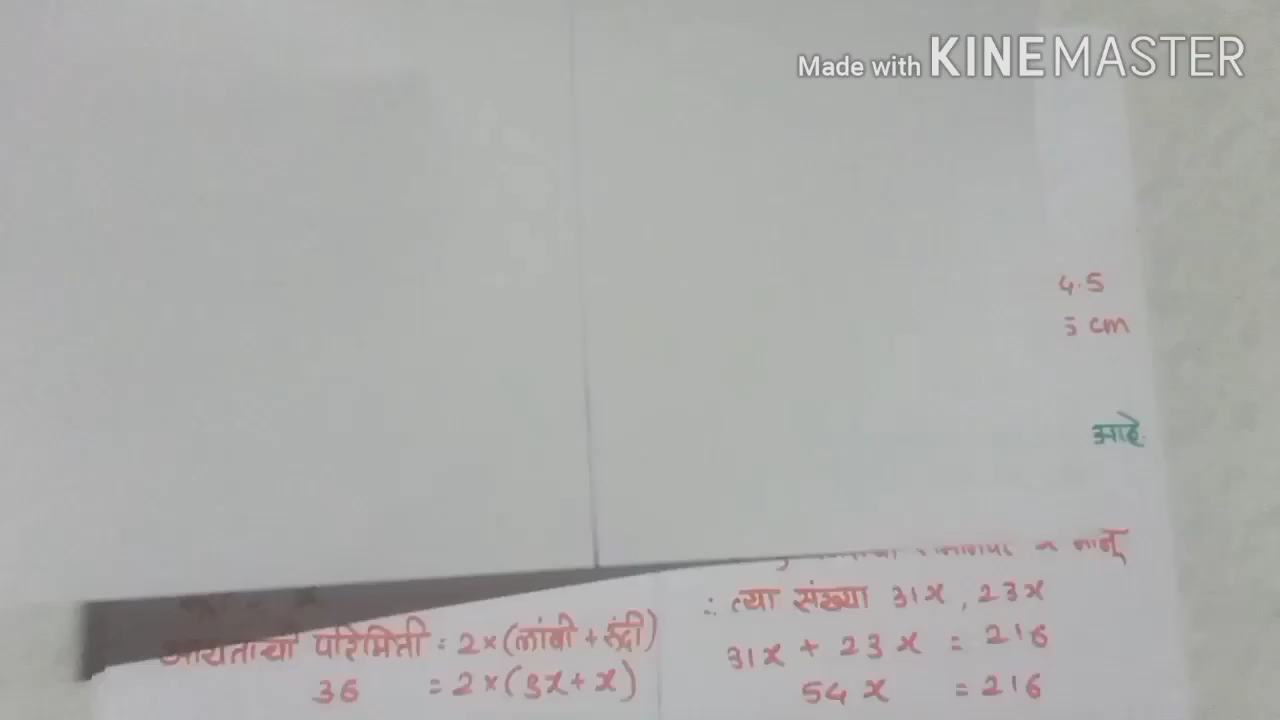 Made with KINEMASTER
4.5
cm
आहे.
मानू
आयताची परिमिती = 2×(लांबी + रुंदी)
36 = 2×(3x + x)
∴ त्या संख्या 31x, 23x
31x + 23x = 216
54x = 216